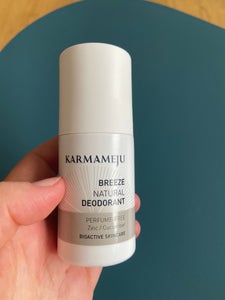 KARMAMEJU
BREEZE
NATURAL
DEODORANT
PERFUME FREE
Zinc / Cucumber
BIOACTIVE SKINCARE